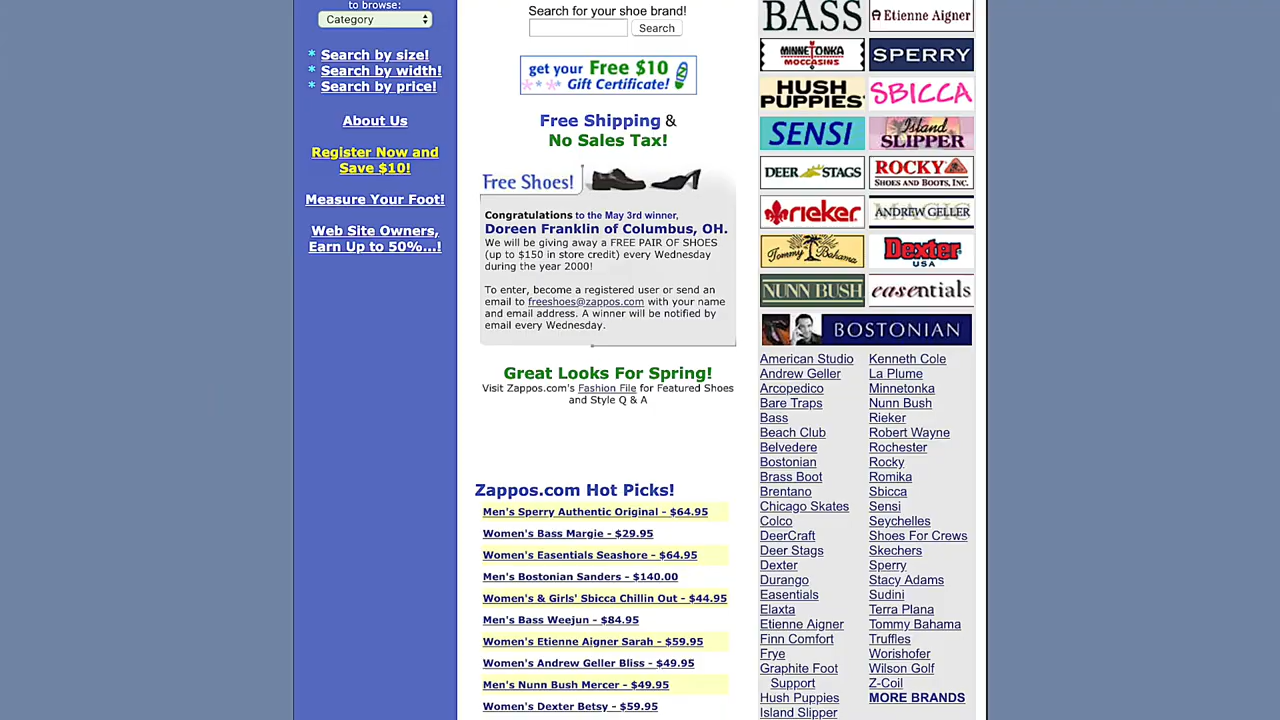 to browse:
Category
* Search by size!
* Search by width!
* Search by price!
About Us
Register Now and
Save $10!
Measure Your Foot!
Web Site Owners,
Earn Up to 50%...!
Search for your shoe brand!
Search
get your Free $10
Gift Certificate!
Free Shipping &
No Sales Tax!
Free Shoes!
Congratulations to the May 3rd winner,
Doreen Franklin of Columbus, OH.
We will be giving away a FREE PAIR OF SHOES
(up to $150 in store credit) every Wednesday
during the year 2000!
To enter, become a registered user or send an
email to freeshoes@zappos.com with your name
and email address. A winner will be notified by
email every Wednesday.
Great Looks For Spring!
Visit Zappos.com's Fashion File for Featured Shoes
and Style Q & A
Zappos.com Hot Picks!
Men's Sperry Authentic Original - $64.95
Women's Bass Margie - $29.95
Women's Easentials Seashore - $64.95
Men's Bostonian Sanders - $140.00
Women's & Girls' Sbicca Chillin Out - $44.95
Men's Bass Weejun - $84.95
Women's Etienne Aigner Sarah - $59.95
Women's Andrew Geller Bliss - $49.95
Men's Nunn Bush Mercer - $49.95
Women's Dexter Betsy - $59.95
BASS
Etienne Aigner
MINNETONKA
MOCCASINS
SPERRY
HUSH
PUPPIES
SBICCA
SENSI
Island
SLIPPER
DEER STAGS
ROCKY
SHOES AND BOOTS, INC.
rieker
MAGIC
ANDREW GELLER
Tommy Bahama
Dexter
USA
NUNN BUSH
easentials
BOSTONIAN
American Studio
Andrew Geller
Arcopedico
Bare Traps
Bass
Beach Club
Belvedere
Bostonian
Brass Boot
Brentano
Chicago Skates
Colco
DeerCraft
Deer Stags
Dexter
Durango
Easentials
Elaxta
Etienne Aigner
Finn Comfort
Frye
Graphite Foot
Support
Hush Puppies
Island Slipper
Kenneth Cole
La Plume
Minnetonka
Nunn Bush
Rieker
Robert Wayne
Rochester
Rocky
Romika
Sbicca
Sensi
Seychelles
Shoes For Crews
Skechers
Sperry
Stacy Adams
Sudini
Terra Plana
Tommy Bahama
Truffles
Worishofer
Wilson Golf
Z-Coil
MORE BRANDS